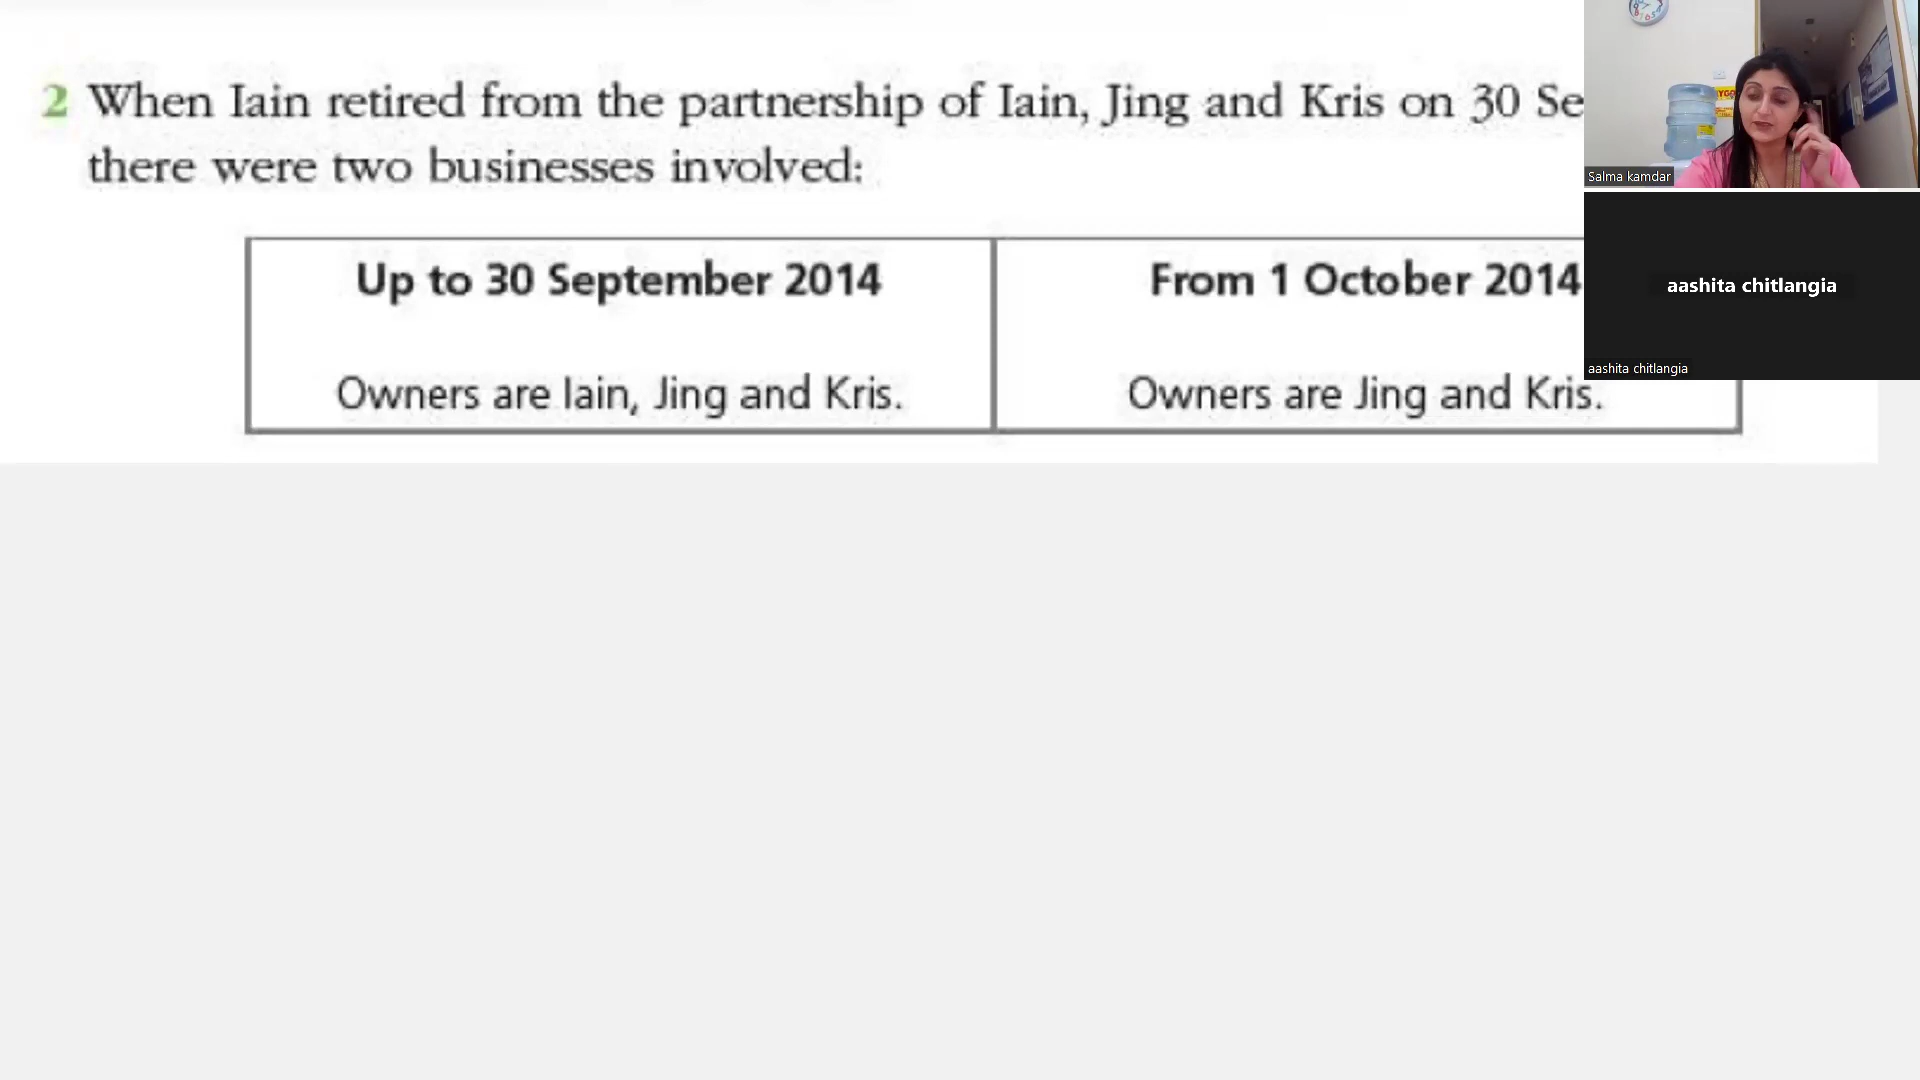 2 When Iain retired from the partnership of Iain, Jing and Kris on 30 Se
there were two businesses involved:
Up to 30 September 2014
From 1 October 2014
Owners are Iain, Jing and Kris.
Owners are Jing and Kris.
Salma kamdar
aashita chitlangia
aashita chitlangia